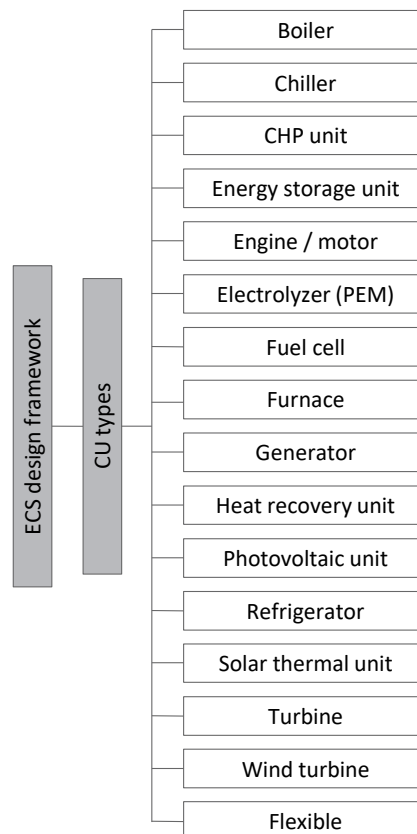 ECS design framework
CU types
Boiler
Chiller
CHP unit
Energy storage unit
Engine / motor
Electrolyzer (PEM)
Fuel cell
Furnace
Generator
Heat recovery unit
Photovoltaic unit
Refrigerator
Solar thermal unit
Turbine
Wind turbine
Flexible